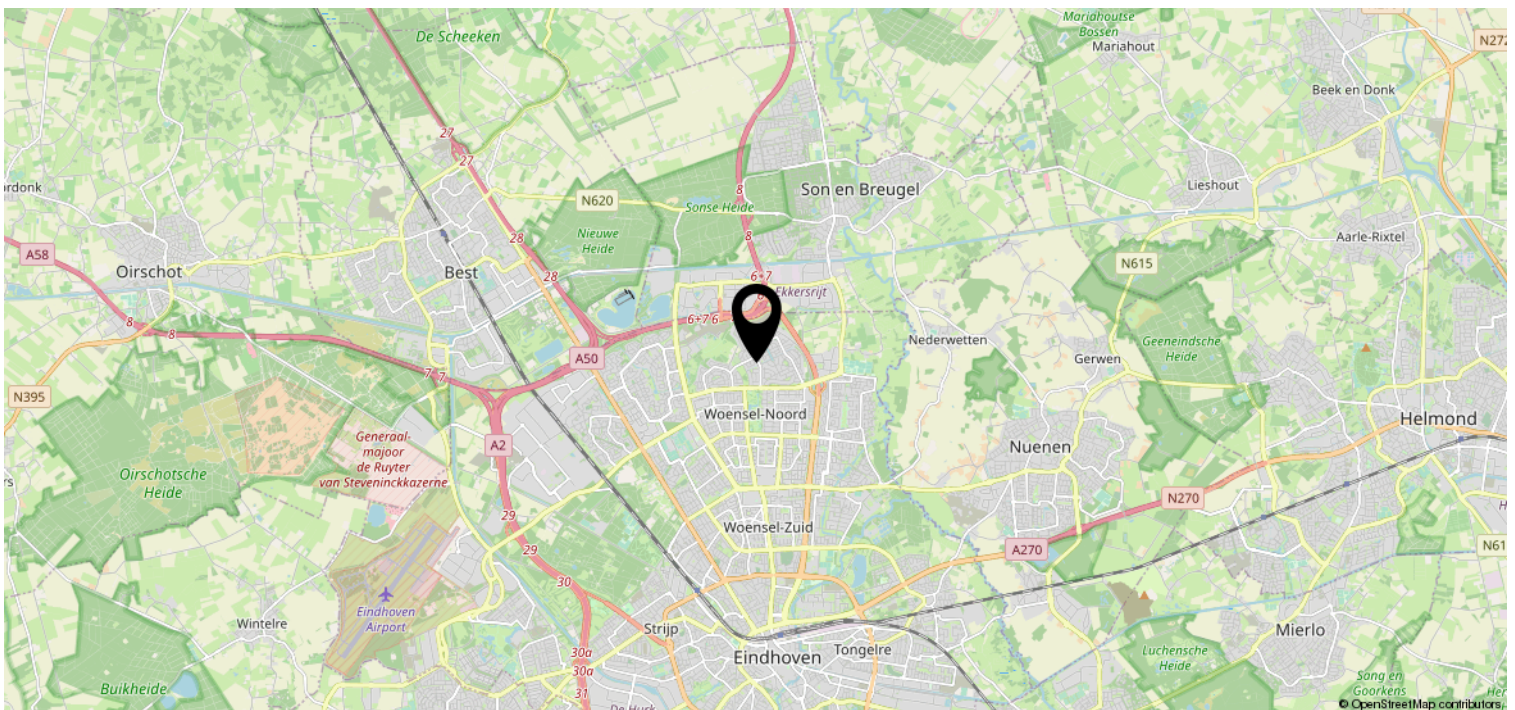 De Scheeken
Mariahoutse
Bossen
Mariahout
N272
Beek en Donk
27
27
Son en Breugel
Lieshout
8
N620
Sonse Heide
Nieuwe
Heide
28
8
Aarle-Rixtel
A58
Oirschot
Best
28
6+7
N615
Ekkersrijt
8
8
6+7 6
Nederwetten
Geeneindsche
Heide
A50
Gerwen
7 7
N395
Woensel-Noord
Helmond
Generaal-
majoor
de Ruyter
van Steveninckkazerne
A2
Nuenen
Oirschotsche
Heide
N270
29
Woensel-Zuid
29
A270
N61
30
Eindhoven
Airport
Wintelre
Strijp
Mierlo
Eindhoven
Tongelre
30a
30a
Luchensche
Heide
31
Buikheide
Sang en
Goorkens
De Hurk
© OpenStreetMap contributors